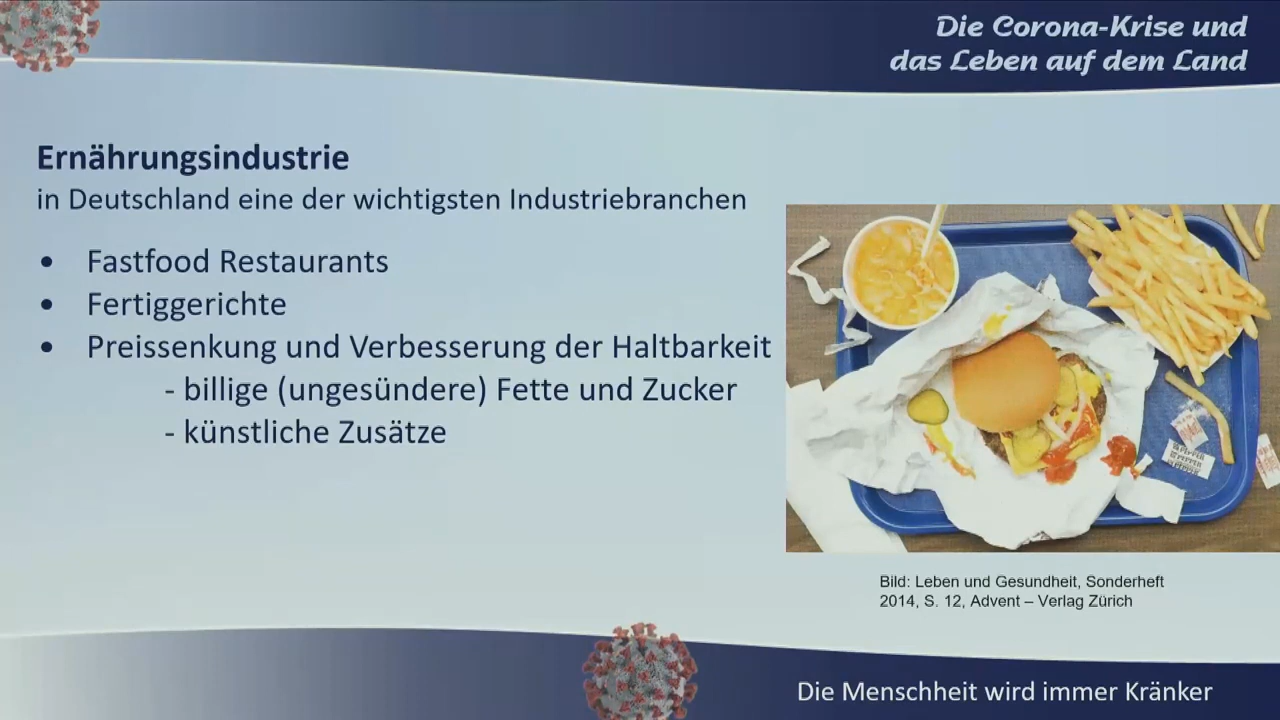 Die Corona-Krise und
das Leben auf dem Land
Ernährungsindustrie
in Deutschland eine der wichtigsten Industriebranchen
• Fastfood Restaurants
• Fertiggerichte
• Preissenkung und Verbesserung der Haltbarkeit
- billige (ungesündere) Fette und Zucker
- künstliche Zusätze
Bild: Leben und Gesundheit, Sonderheft
2014, S. 12, Advent – Verlag Zürich
Die Menschheit wird immer Kränker